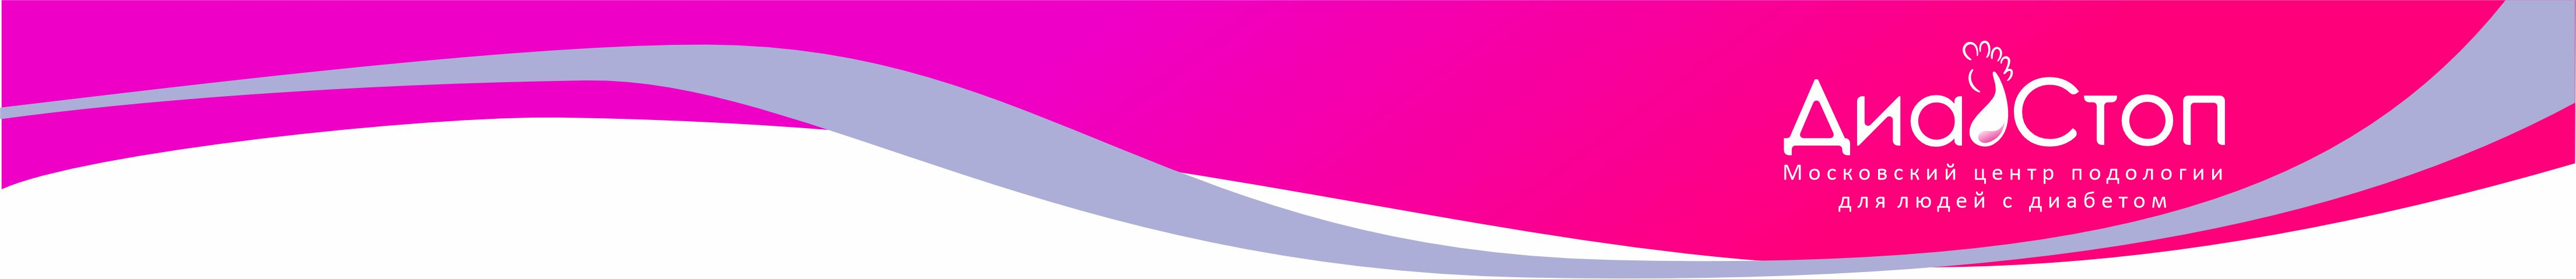 ДиаСтоп
Московский центр подологии
для людей с диабетом